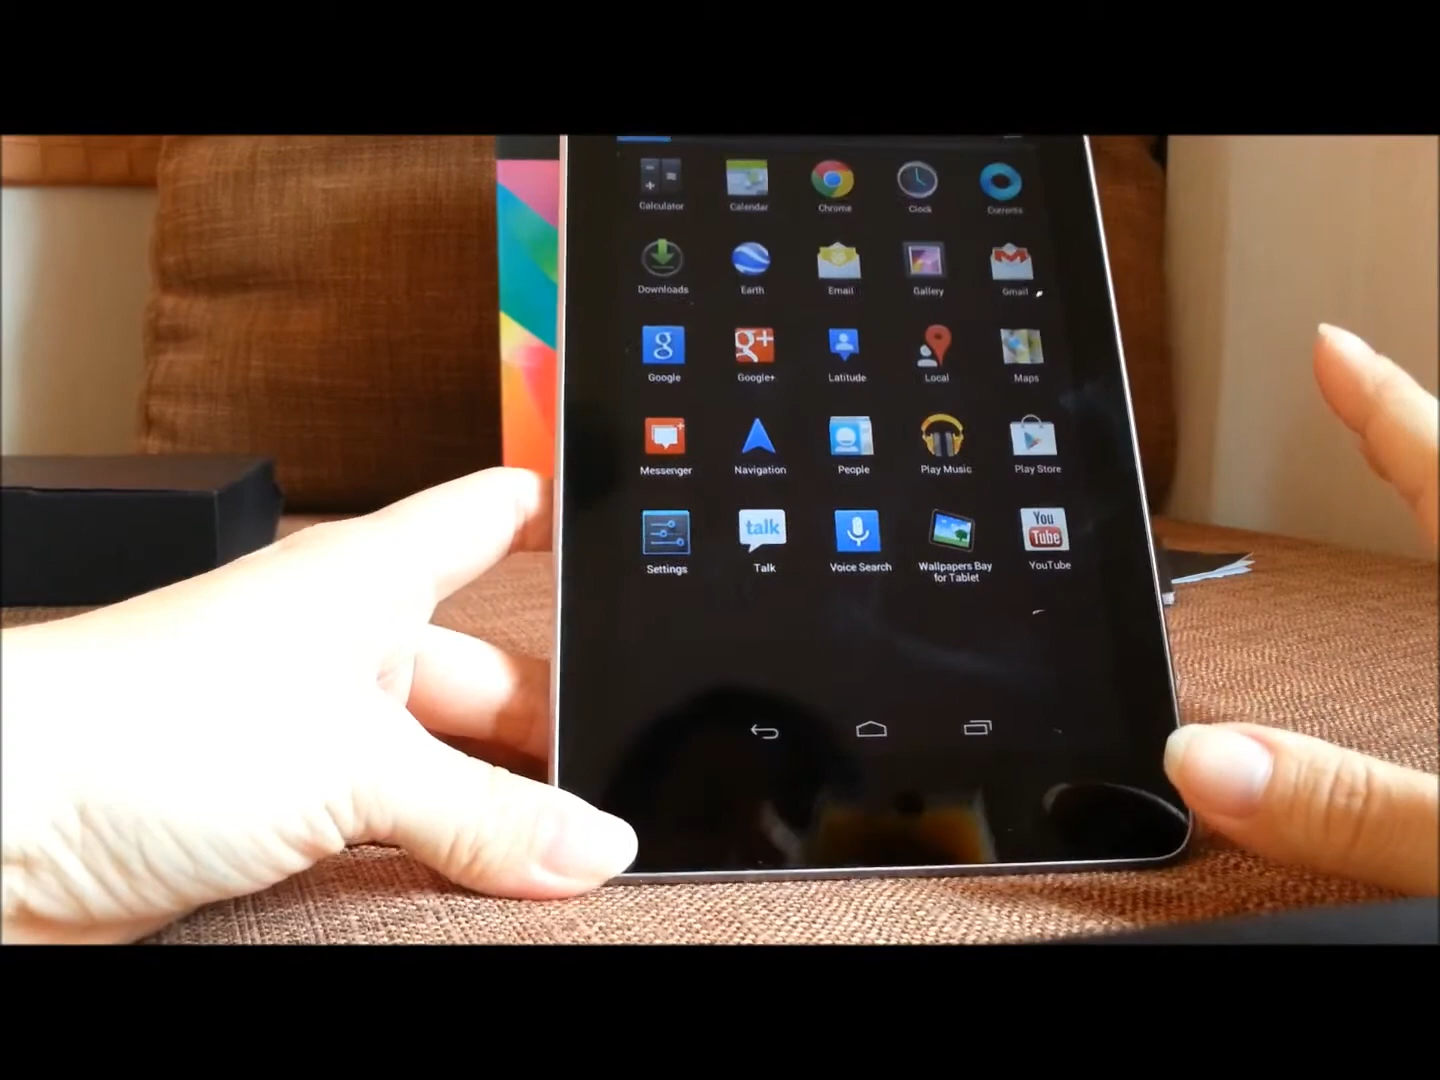 Calculator Calendar Chrome Clock Currents
Downloads Earth Email Gallery Gmail
g g+
Google Google+ Latitude Local Maps
Messenger Navigation People Play Music Play Store
talk You
Tube
Settings Talk Voice Search Wallpapers Bay
for Tablet YouTube